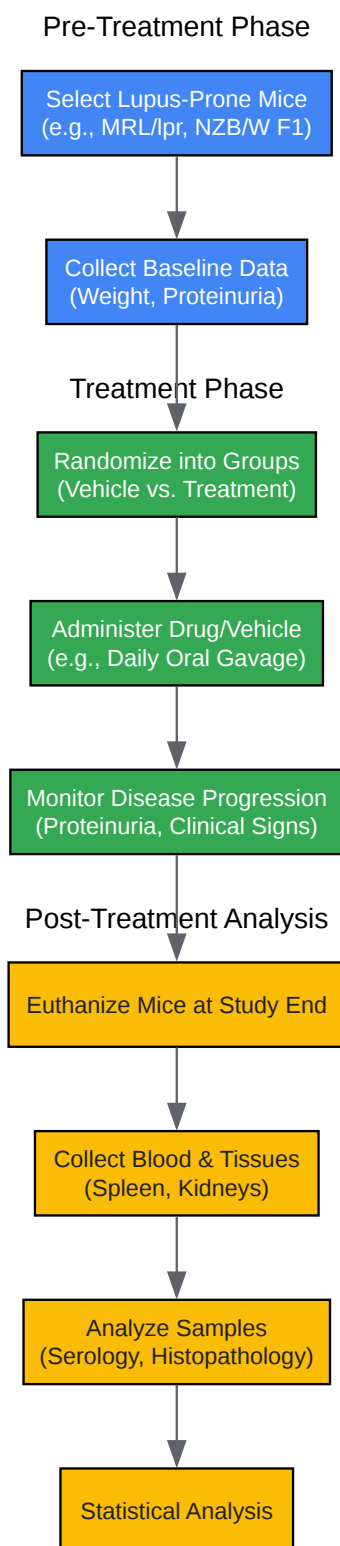 Pre-Treatment Phase
Select Lupus-Prone Mice
(e.g., MRL/lpr, NZB/W F1)
Collect Baseline Data
(Weight, Proteinuria)
Treatment Phase
Randomize into Groups
(Vehicle vs. Treatment)
Administer Drug/Vehicle
(e.g., Daily Oral Gavage)
Monitor Disease Progression
(Proteinuria, Clinical Signs)
Post-Treatment Analysis
Euthanize Mice at Study End
Collect Blood & Tissues
(Spleen, Kidneys)
Analyze Samples
(Serology, Histopathology)
Statistical Analysis